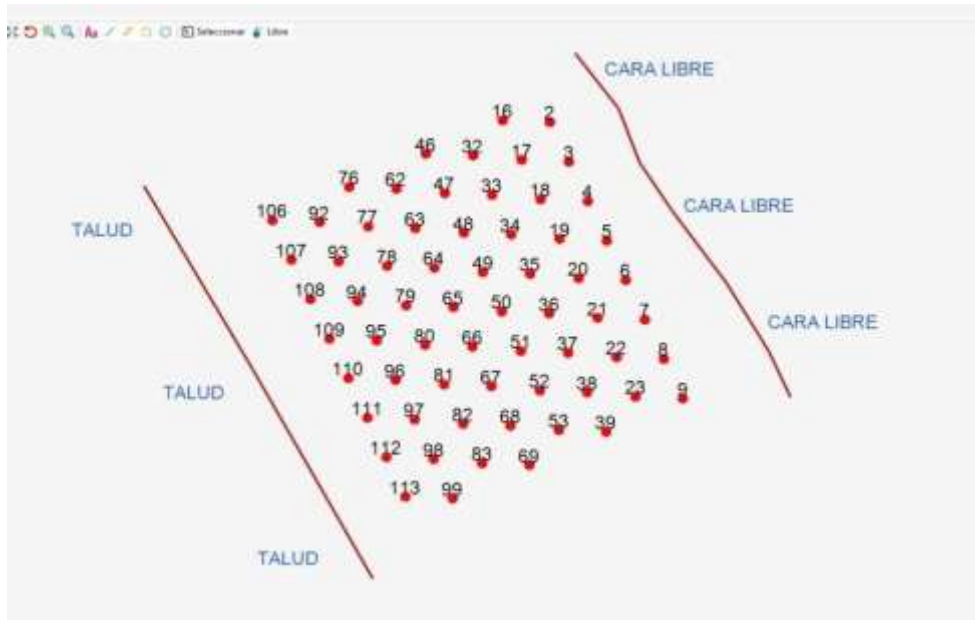 Aa Seleccionar Libre
CARA LIBRE
16 2
46 32 17 3
76 62 47 33 18 4
CARA LIBRE
106 92 77 63 48 34 19 5
TALUD
107 93 78 64 49 35 20 6
108 94 79 65 50 36 21 7
CARA LIBRE
109 95 80 66 51 37 22 8
110 96 81 67 52 38 23 9
TALUD
111 97 82 68 53 39
112 98 83 69
113 99
TALUD